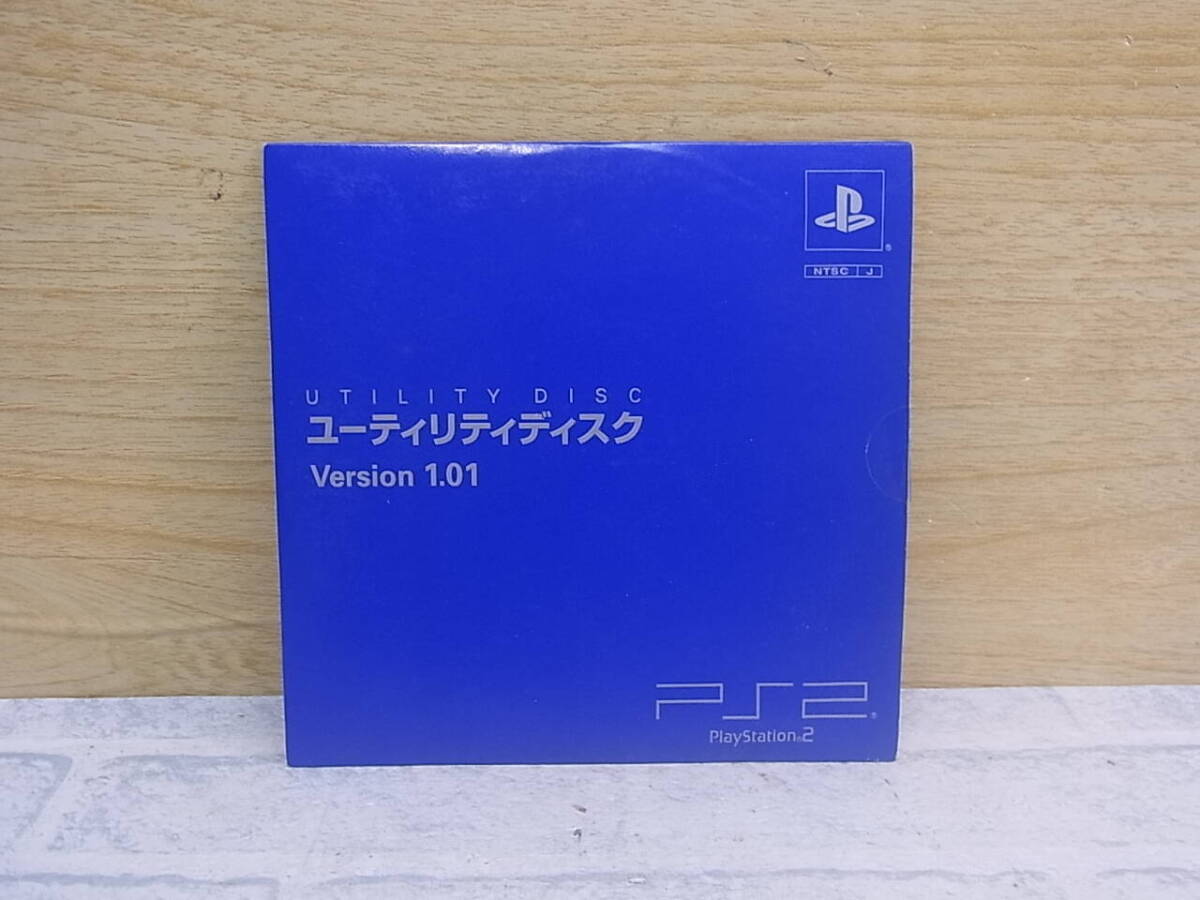 NTSC J
UTILITY DISC
ユーティリティディスク
Version 1.01
PS2®
PlayStation®2